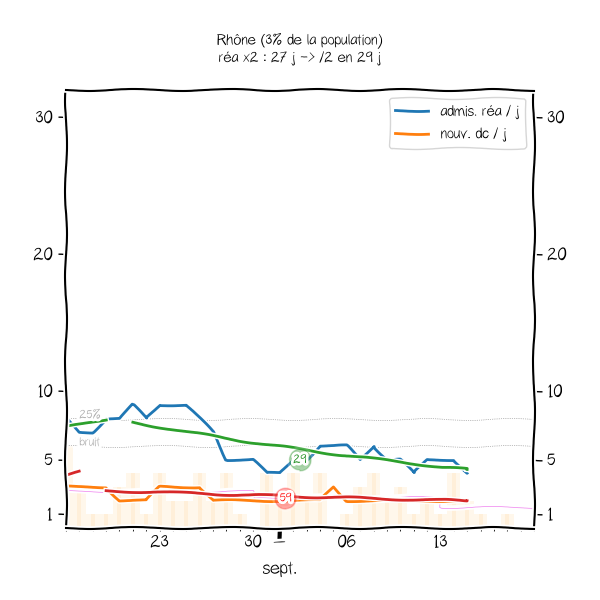 Rhône (3% de la population)
réa x2 : 27 j -> /2 en 29 j
admis. réa / j
nouv. dc / j
30
30
20
20
10
10
25%
bruit
5
5
29
59
1
1
23
30
06
13
sept.